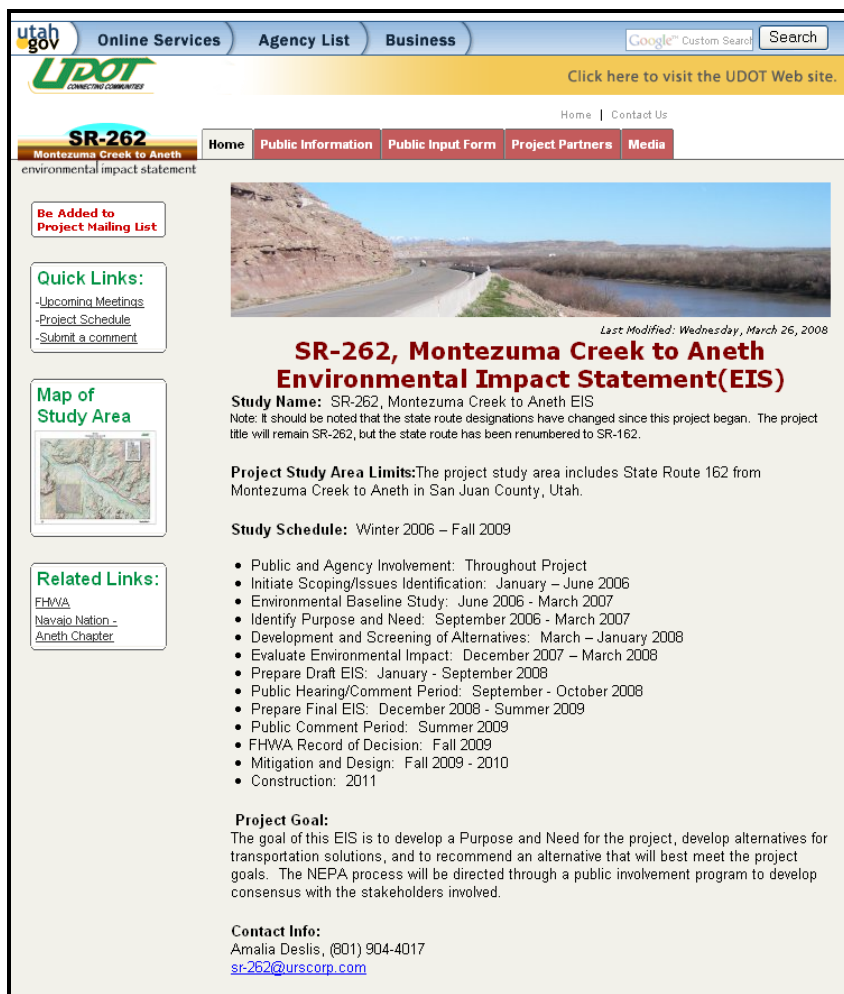 utah gov
Online Services
Agency List
Business
Google™ Custom Search
Search
UDOT
CONNECTING COMMUNITIES
Click here to visit the UDOT Web site.
Home | Contact Us
SR-262
Montezuma Creek to Aneth
environmental impact statement
Home
Public Information
Public Input Form
Project Partners
Media
Be Added to
Project Mailing List
Quick Links:
-Upcoming Meetings
-Project Schedule
-Submit a comment
Map of
Study Area
Related Links:
FHWA
Navajo Nation -
Aneth Chapter
Last Modified: Wednesday, March 26, 2008
SR-262, Montezuma Creek to Aneth
Environmental Impact Statement(EIS)
Study Name: SR-262, Montezuma Creek to Aneth EIS
Note: It should be noted that the state route designations have changed since this project began. The project
title will remain SR-262, but the state route has been renumbered to SR-162.
Project Study Area Limits:The project study area includes State Route 162 from
Montezuma Creek to Aneth in San Juan County, Utah.
Study Schedule: Winter 2006 – Fall 2009
• Public and Agency Involvement: Throughout Project
• Initiate Scoping/Issues Identification: January – June 2006
• Environmental Baseline Study: June 2006 - March 2007
• Identify Purpose and Need: September 2006 - March 2007
• Development and Screening of Alternatives: March – January 2008
• Evaluate Environmental Impact: December 2007 – March 2008
• Prepare Draft EIS: January - September 2008
• Public Hearing/Comment Period: September - October 2008
• Prepare Final EIS: December 2008 - Summer 2009
• Public Comment Period: Summer 2009
• FHWA Record of Decision: Fall 2009
• Mitigation and Design: Fall 2009 - 2010
• Construction: 2011
Project Goal:
The goal of this EIS is to develop a Purpose and Need for the project, develop alternatives for
transportation solutions, and to recommend an alternative that will best meet the project
goals. The NEPA process will be directed through a public involvement program to develop
consensus with the stakeholders involved.
Contact Info:
Amalia Deslis, (801) 904-4017
sr-262@urscorp.com